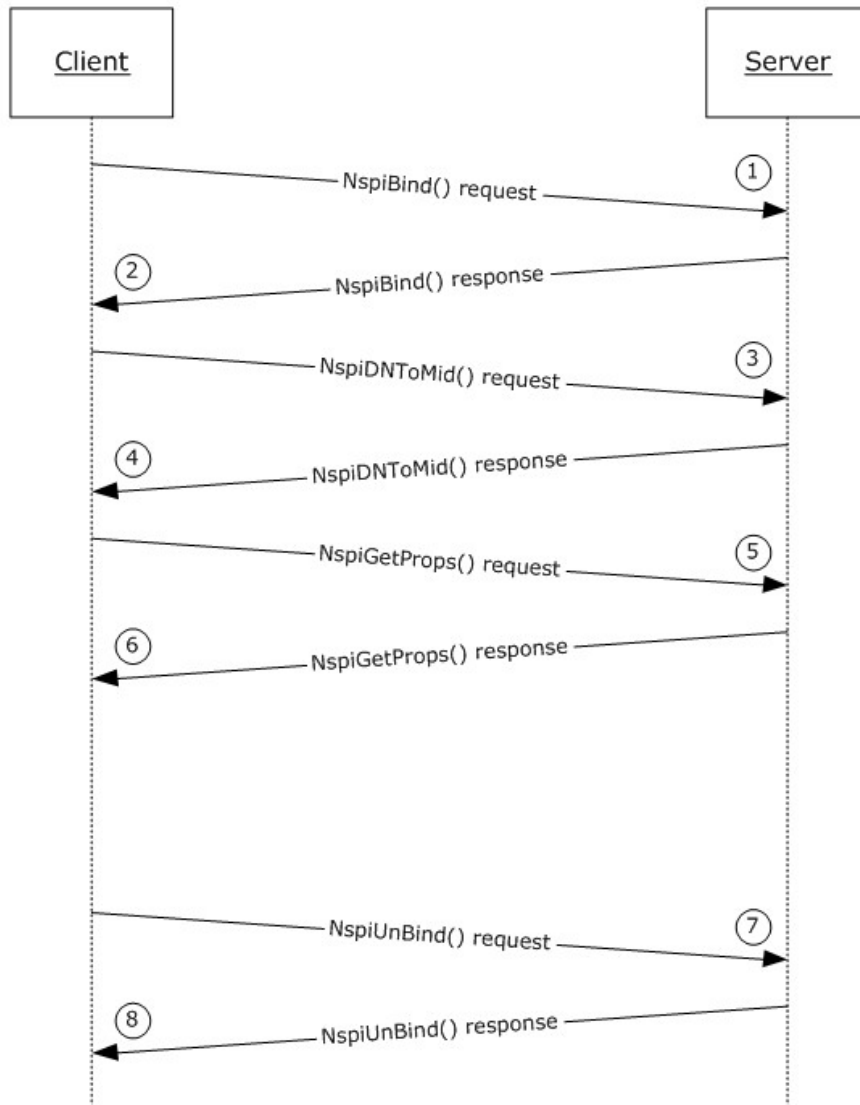 Client
Server
1
NspiBind() request
2
NspiBind() response
3
NspiDNToMid() request
4
NspiDNToMid() response
5
NspiGetProps() request
6
NspiGetProps() response
7
NspiUnBind() request
8
NspiUnBind() response